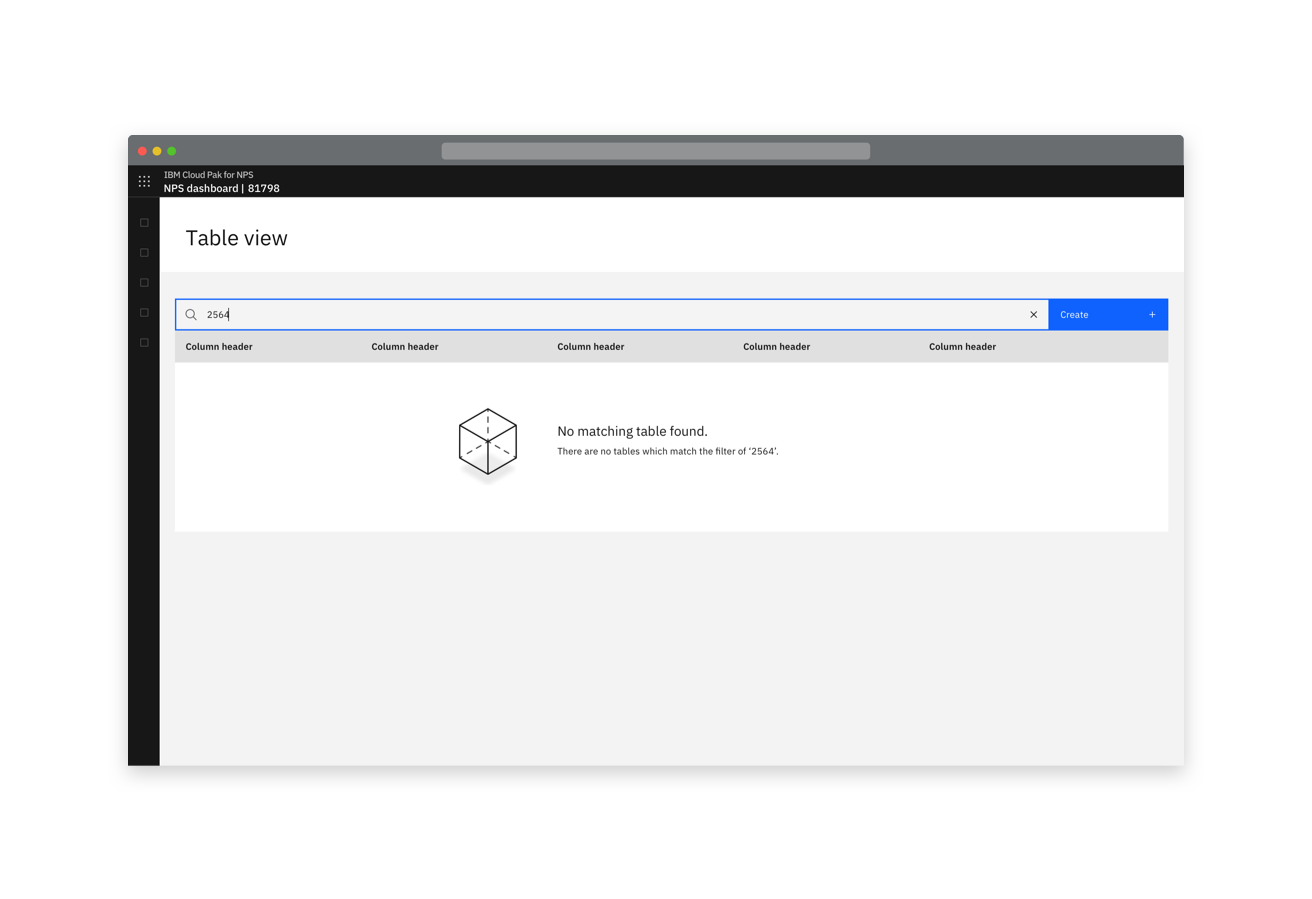 IBM Cloud Pak for NPS
NPS dashboard | 81798
Table view
2564
Create
Column header Column header Column header Column header Column header
No matching table found.
There are no tables which match the filter of ‘2564’.